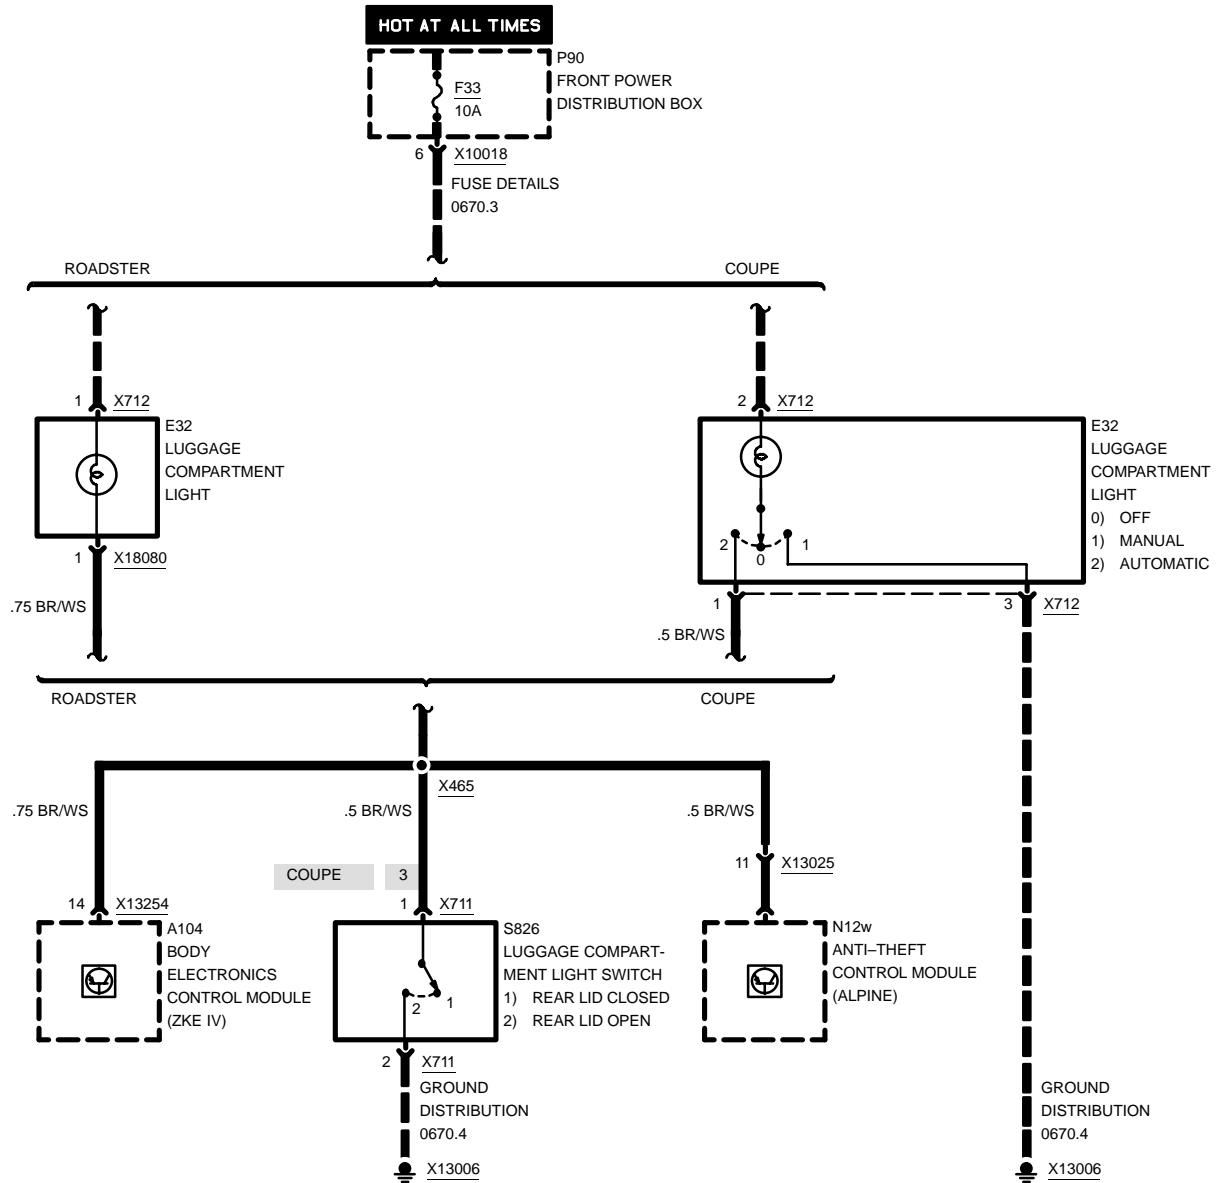 HOT AT ALL TIMES
P90
FRONT POWER
DISTRIBUTION BOX
F33
10A
6 X10018
FUSE DETAILS
0670.3
ROADSTER COUPE
1 X712
2 X712
E32
LUGGAGE
COMPARTMENT
LIGHT
E32
LUGGAGE
COMPARTMENT
LIGHT
0) OFF
1) MANUAL
2) AUTOMATIC
2 0 1
1 X18080
.75 BR/WS
1 3 X712
.5 BR/WS
ROADSTER COUPE
X465
.75 BR/WS .5 BR/WS .5 BR/WS
11 X13025
COUPE 3
14 X13254
1 X711
A104
BODY
ELECTRONICS
CONTROL MODULE
(ZKE IV)
S826
LUGGAGE COMPART-
MENT LIGHT SWITCH
1) REAR LID CLOSED
2) REAR LID OPEN
2 1
N12w
ANTI–THEFT
CONTROL MODULE
(ALPINE)
2 X711
GROUND
DISTRIBUTION
0670.4
X13006
GROUND
DISTRIBUTION
0670.4
X13006